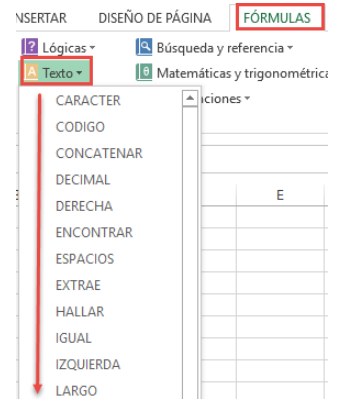 NSERTAR DISEÑO DE PÁGINA FÓRMULAS
? Lógicas Búsqueda y referencia
A Texto θ Matemáticas y trigonométrica
ciones
CARACTER
CODIGO
CONCATENAR
DECIMAL
DERECHA
E
ENCONTRAR
ESPACIOS
EXTRAE
HALLAR
IGUAL
IZQUIERDA
LARGO